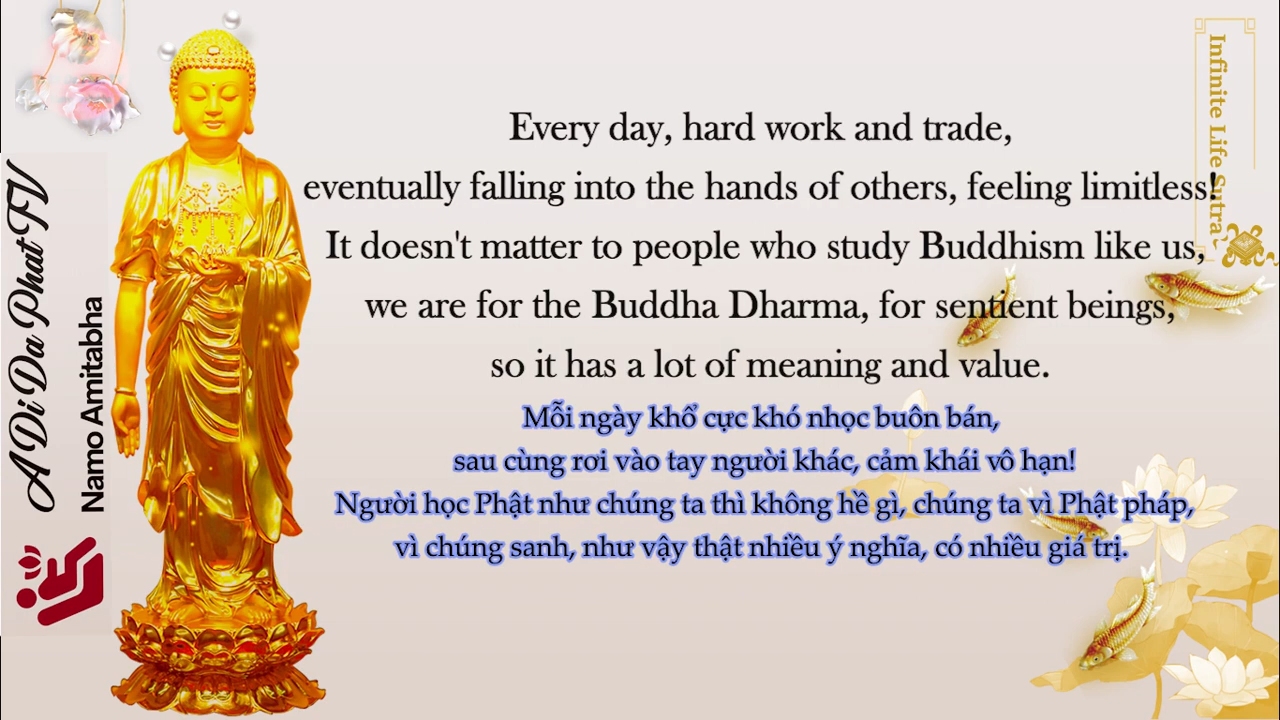 A Di Da Phat TV
Namo Amitabha
Every day, hard work and trade,
eventually falling into the hands of others, feeling limitless!
It doesn't matter to people who study Buddhism like us,
we are for the Buddha Dharma, for sentient beings,
so it has a lot of meaning and value.
Mỗi ngày khổ cực khó nhọc buôn bán,
sau cùng rơi vào tay người khác, cảm khái vô hạn!
Người học Phật như chúng ta thì không hề gì, chúng ta vì Phật pháp,
vì chúng sanh, như vậy thật nhiều ý nghĩa, có nhiều giá trị.
Infinite Life Sutra